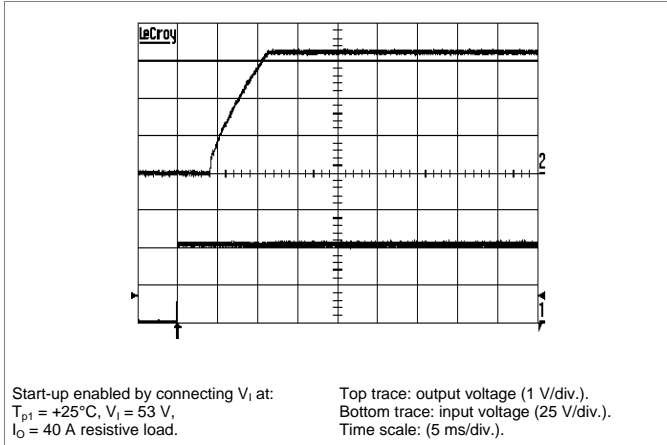 LeCroy
2
1
Start-up enabled by connecting V_I at:
T_p1 = +25°C, V_I = 53 V,
I_O = 40 A resistive load.
Top trace: output voltage (1 V/div.).
Bottom trace: input voltage (25 V/div.).
Time scale: (5 ms/div.).